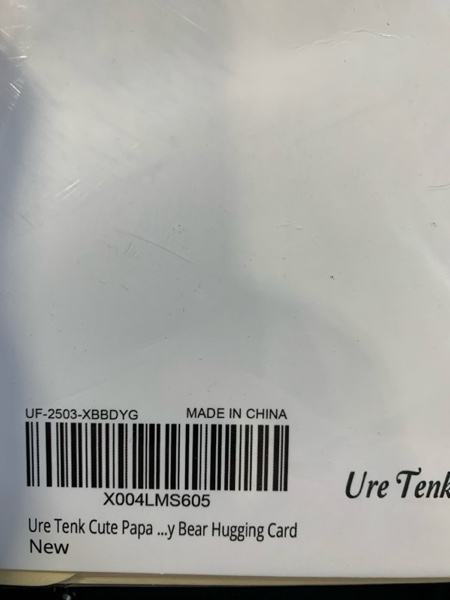 UF-2503-XBBDYG MADE IN CHINA
X004LMS605
Ure Tenk
Ure Tenk Cute Papa ...y Bear Hugging Card
New